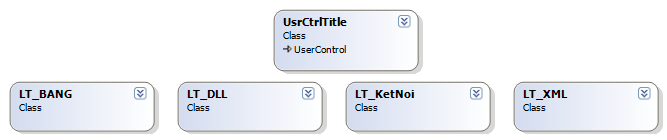 UsrCtrlTitle
Class
UserControl
LT_BANG
Class
LT_DLL
Class
LT_KetNoi
Class
LT_XML
Class